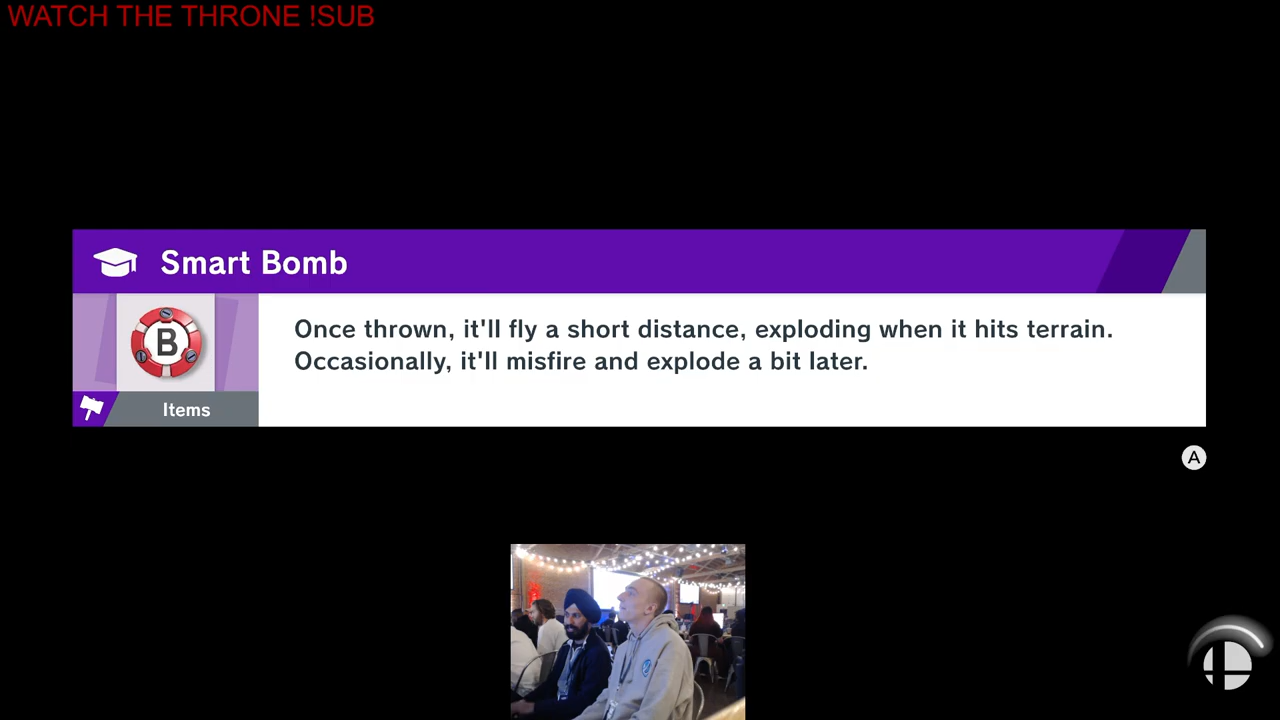 WATCH THE THRONE !SUB
Smart Bomb
B
Once thrown, it'll fly a short distance, exploding when it hits terrain.
Occasionally, it'll misfire and explode a bit later.
Items
A